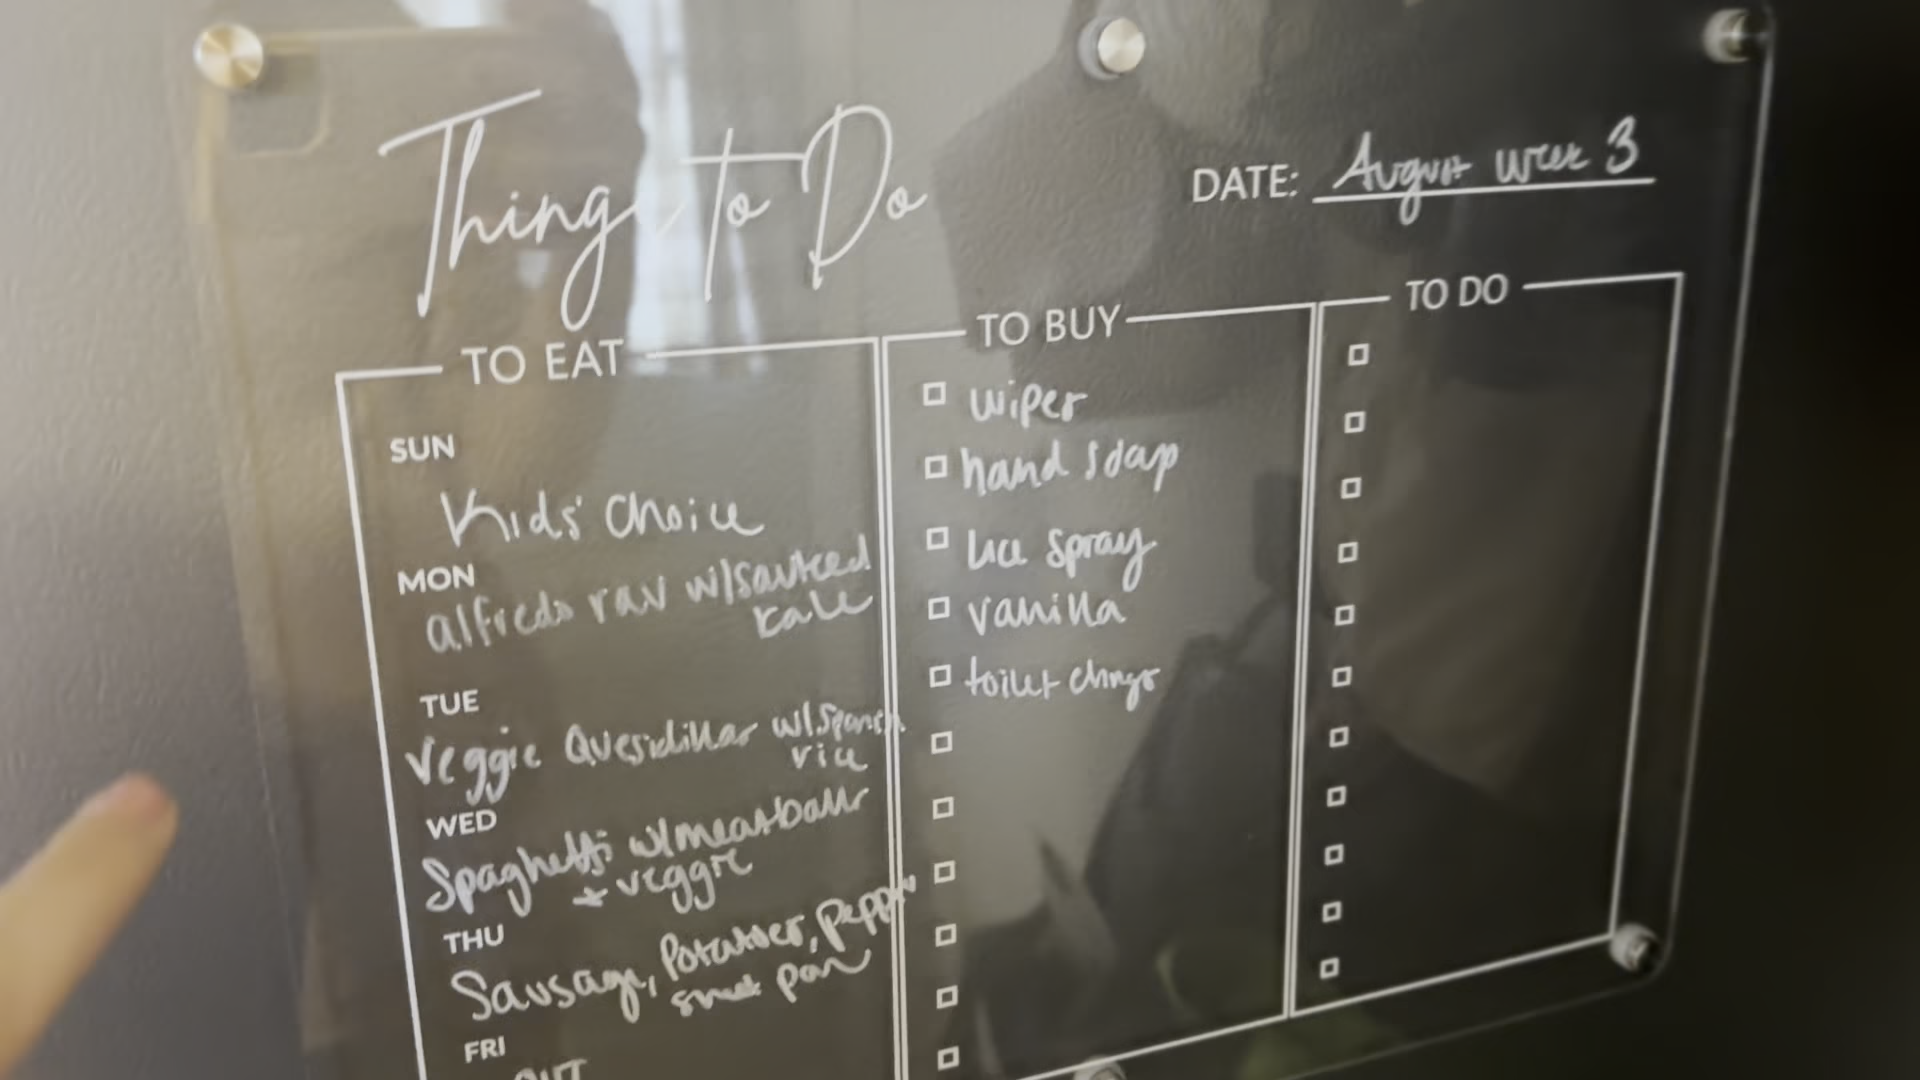 Things to Do
DATE: August week 3
TO EAT
SUN
Kids' Choice
MON
alfredo rav w/sauteed
kale
TUE
Veggie Quesidillas w/Spanish
rice
WED
Spaghetti w/meatballs
+ veggie
THU
Sausage, Potatoes, pepper
sheet pan
FRI
OUT
TO BUY
wiper
hand soap
lice spray
vanilla
toilet
TO DO